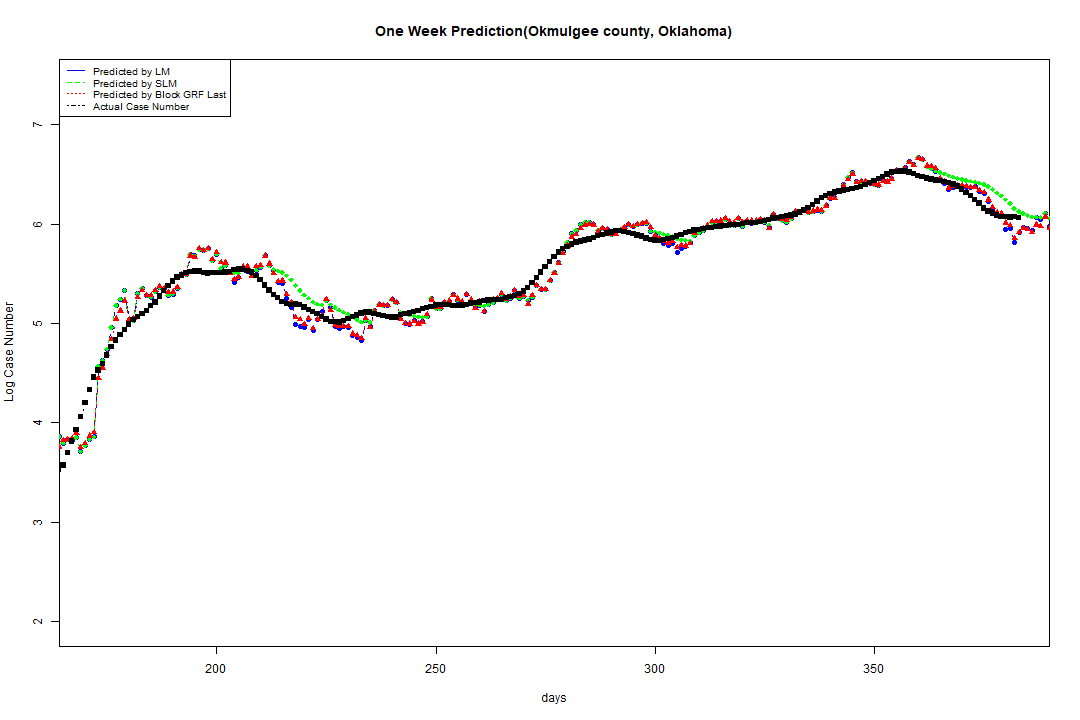 One Week Prediction(Okmulgee county, Oklahoma)
Predicted by LM
Predicted by SLM
Predicted by Block GRF Last
Actual Case Number
7
6
5
4
3
2
Log Case Number
200
250
300
350
days